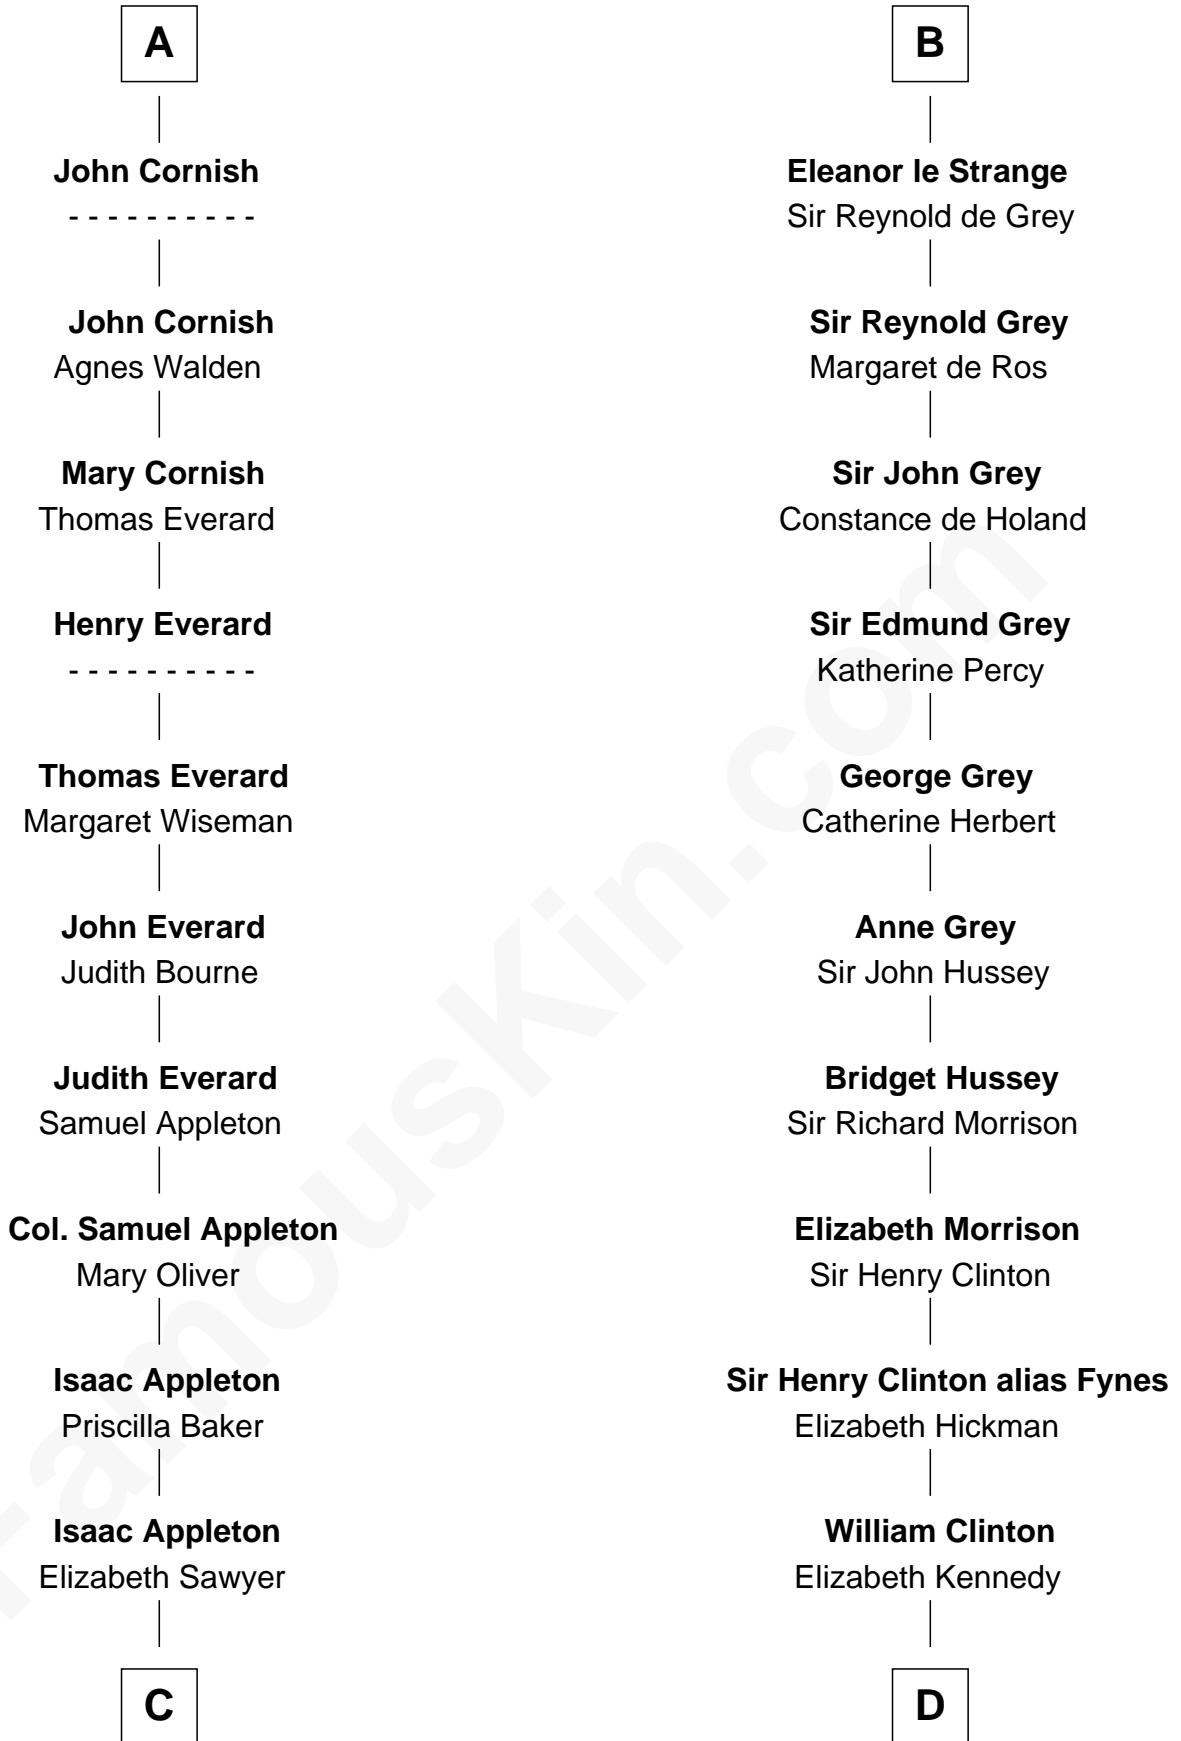 A
John Cornish
- - - - - - - - - -
John Cornish
Agnes Walden
Mary Cornish
Thomas Everard
Henry Everard
- - - - - - - - - -
Thomas Everard
Margaret Wiseman
John Everard
Judith Bourne
Judith Everard
Samuel Appleton
Col. Samuel Appleton
Mary Oliver
Isaac Appleton
Priscilla Baker
Isaac Appleton
Elizabeth Sawyer
C
B
Eleanor le Strange
Sir Reynold de Grey
Sir Reynold Grey
Margaret de Ros
Sir John Grey
Constance de Holand
Sir Edmund Grey
Katherine Percy
George Grey
Catherine Herbert
Anne Grey
Sir John Hussey
Bridget Hussey
Sir Richard Morrison
Elizabeth Morrison
Sir Henry Clinton
Sir Henry Clinton alias Fynes
Elizabeth Hickman
William Clinton
Elizabeth Kennedy
D
FamousKin.com